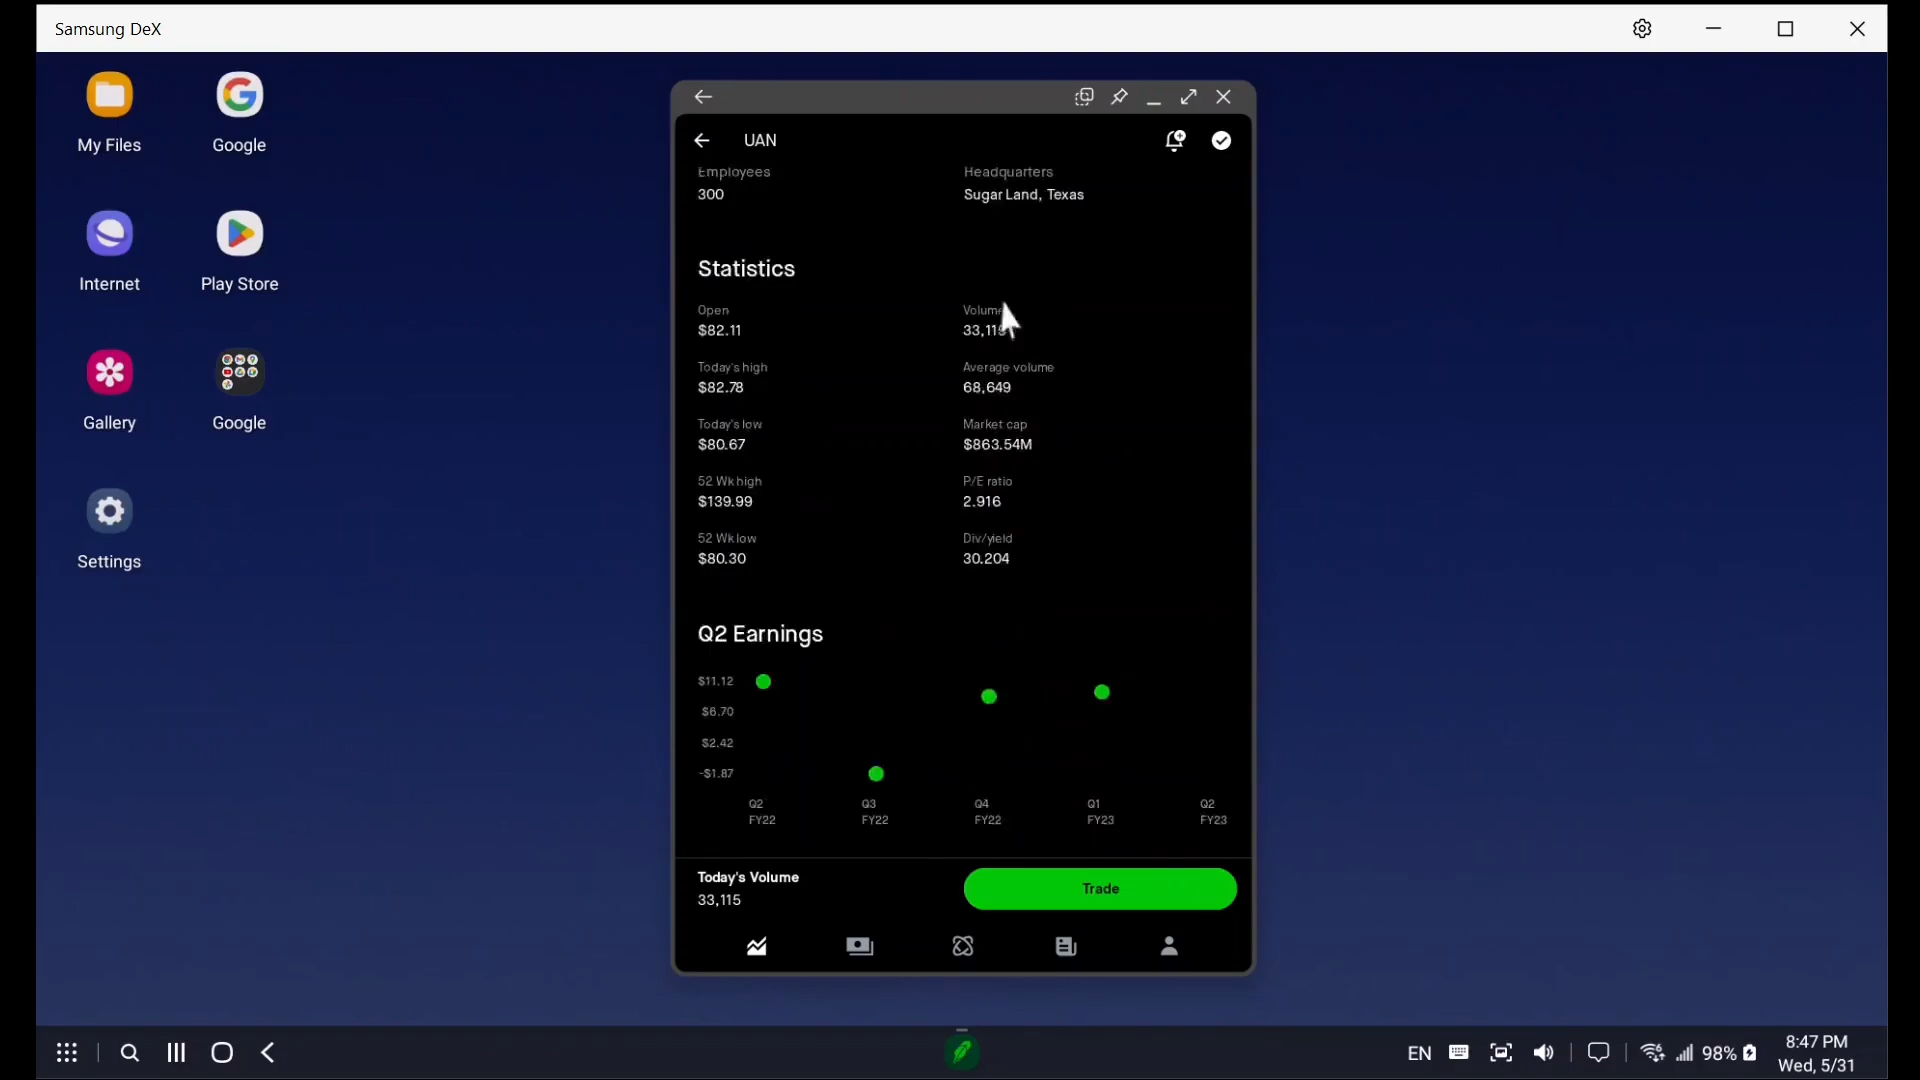 Samsung DeX
My Files
Google
Internet
Play Store
Gallery
Google
Settings
UAN
Employees
300
Headquarters
Sugar Land, Texas
Statistics
Open
$82.11
Volume
33,115
Today's high
$82.78
Average volume
68,649
Today's low
$80.67
Market cap
$863.54M
52 Wk high
$139.99
P/E ratio
2.916
52 Wk low
$80.30
Div/yield
30.204
Q2 Earnings
$11.12
$6.70
$2.42
-$1.87
Q2
FY22
Q3
FY22
Q4
FY22
Q1
FY23
Q2
FY23
Today's Volume
33,115
Trade
EN
98%
8:47 PM
Wed, 5/31